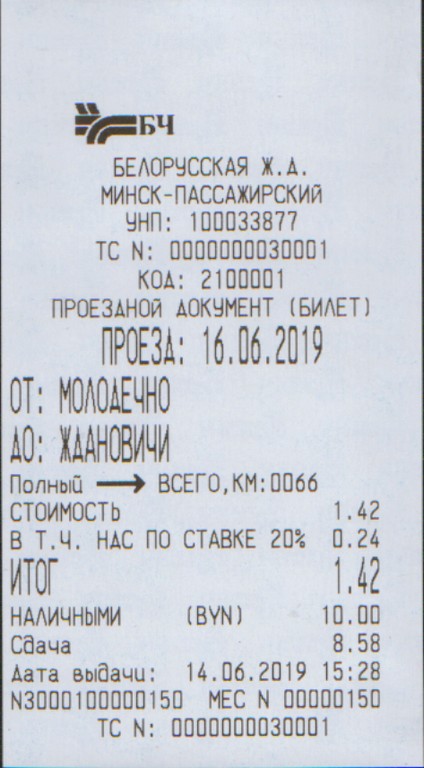 БЧ
БЕЛОРУССКАЯ Ж.Д.
МИНСК-ПАССАЖИРСКИЙ
УНП: 100033877
ТС N: 0000000030001
КОД: 2100001
ПРОЕЗДНОЙ ДОКУМЕНТ (БИЛЕТ)
ПРОЕЗД: 16.06.2019
ОТ: МОЛОДЕЧНО
ДО: ЖДАНОВИЧИ
Полный → ВСЕГО,КМ:0066
СТОИМОСТЬ 1.42
В Т.Ч. НДС ПО СТАВКЕ 20% 0.24
ИТОГ 1.42
НАЛИЧНЫМИ (BYN) 10.00
Сдача 8.58
Дата выдачи: 14.06.2019 15:28
N3000100000150 МЕС N 00000150
ТС N: 0000000030001